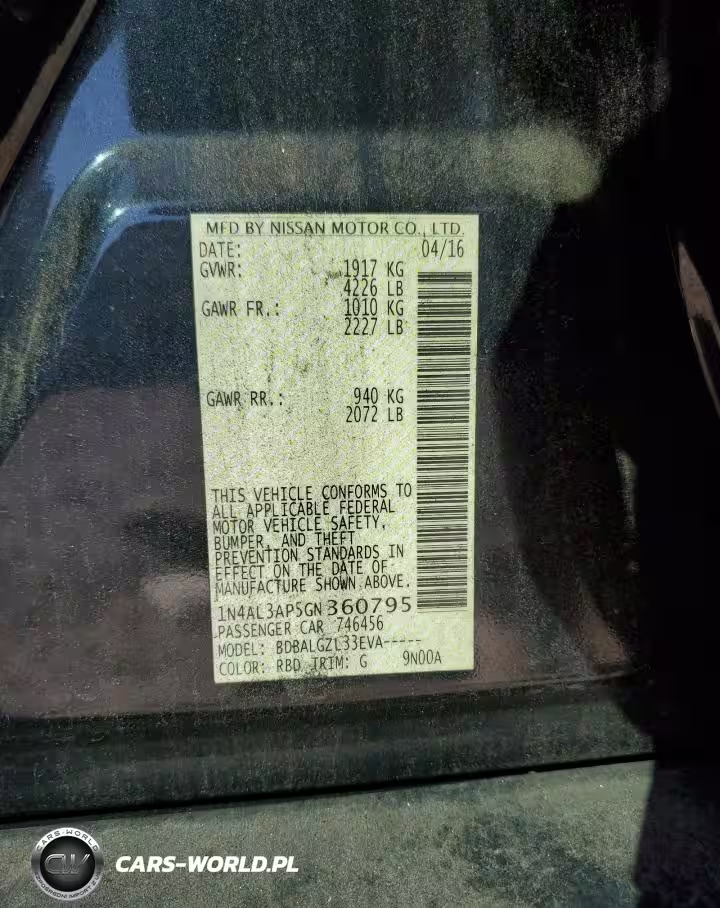 MFD BY NISSAN MOTOR CO., LTD.
DATE: 04/16
GVWR: 1917 KG
4226 LB
GAWR FR.: 1010 KG
2227 LB
GAWR RR.: 940 KG
2072 LB
THIS VEHICLE CONFORMS TO
ALL APPLICABLE FEDERAL
MOTOR VEHICLE SAFETY,
BUMPER, AND THEFT
PREVENTION STANDARDS IN
EFFECT ON THE DATE OF
MANUFACTURE SHOWN ABOVE.
1N4AL3AP5GN360795
PASSENGER CAR 746456
MODEL: BDBALGZL33EVA-----
COLOR: RBD TRIM: G 9N00A
CARS-WORLD
CW
CARS-WORLD.PL